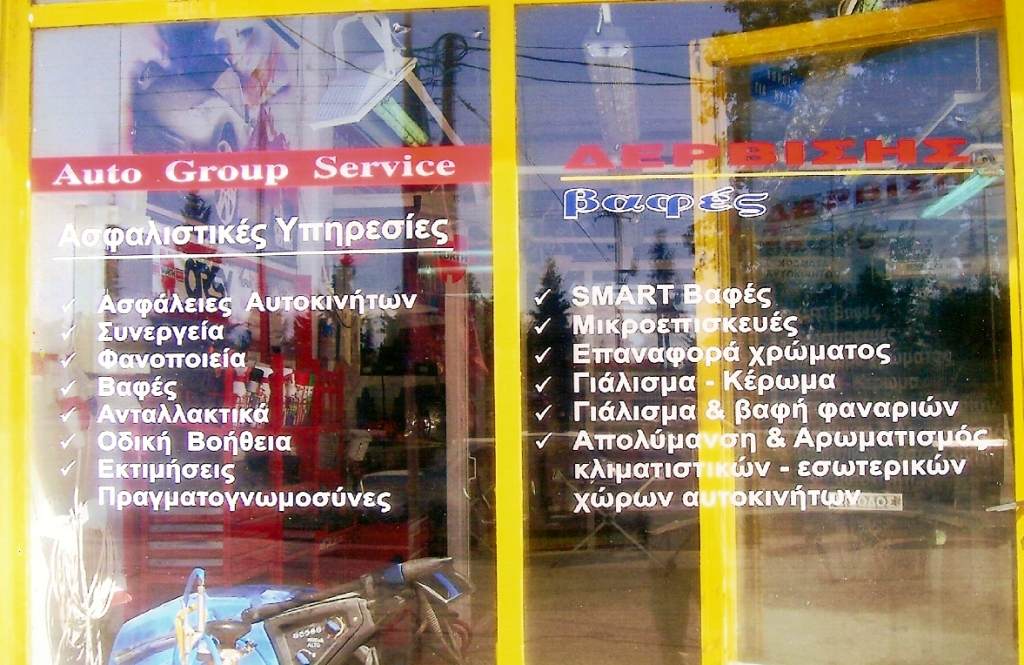 Auto Group Service
Ασφαλιστικές Υπηρεσίες
✓ Ασφάλειες Αυτοκινήτων
✓ Συνεργεία
✓ Φανοποιεία
✓ Βαφές
✓ Ανταλλακτικά
✓ Οδική Βοήθεια
✓ Εκτιμήσεις
Πραγματογνωμοσύνες
ΔΕΡΒΙΣΗΣ
βαφές
✓ SMART Βαφές
✓ Μικροεπισκευές
✓ Επαναφορά χρώματος
✓ Γιάλισμα - Κέρωμα
✓ Γιάλισμα & βαφή φαναριών
✓ Απολύμανση & Αρωματισμός
κλιματιστικών - εσωτερικών
χώρων αυτοκινήτων